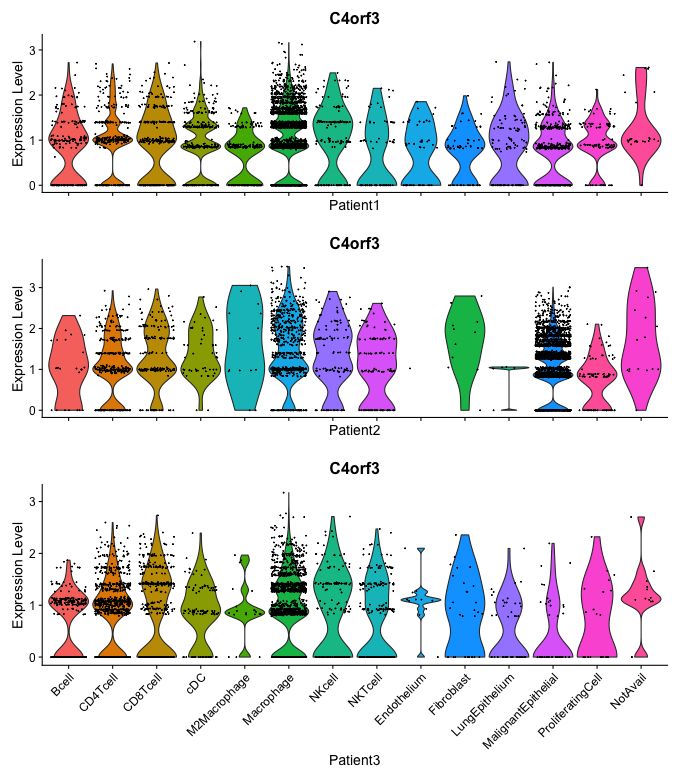 C4orf3
Expression Level
3
2
1
0
Patient1
C4orf3
Expression Level
3
2
1
0
Patient2
C4orf3
Expression Level
3
2
1
0
Bcell
CD4Tcell
CD8Tcell
cDC
M2Macrophage
Macrophage
NKcell
NKTcell
Endothelium
Fibroblast
LungEpithelium
MalignantEpithelial
ProliferatingCell
NotAvail
Patient3